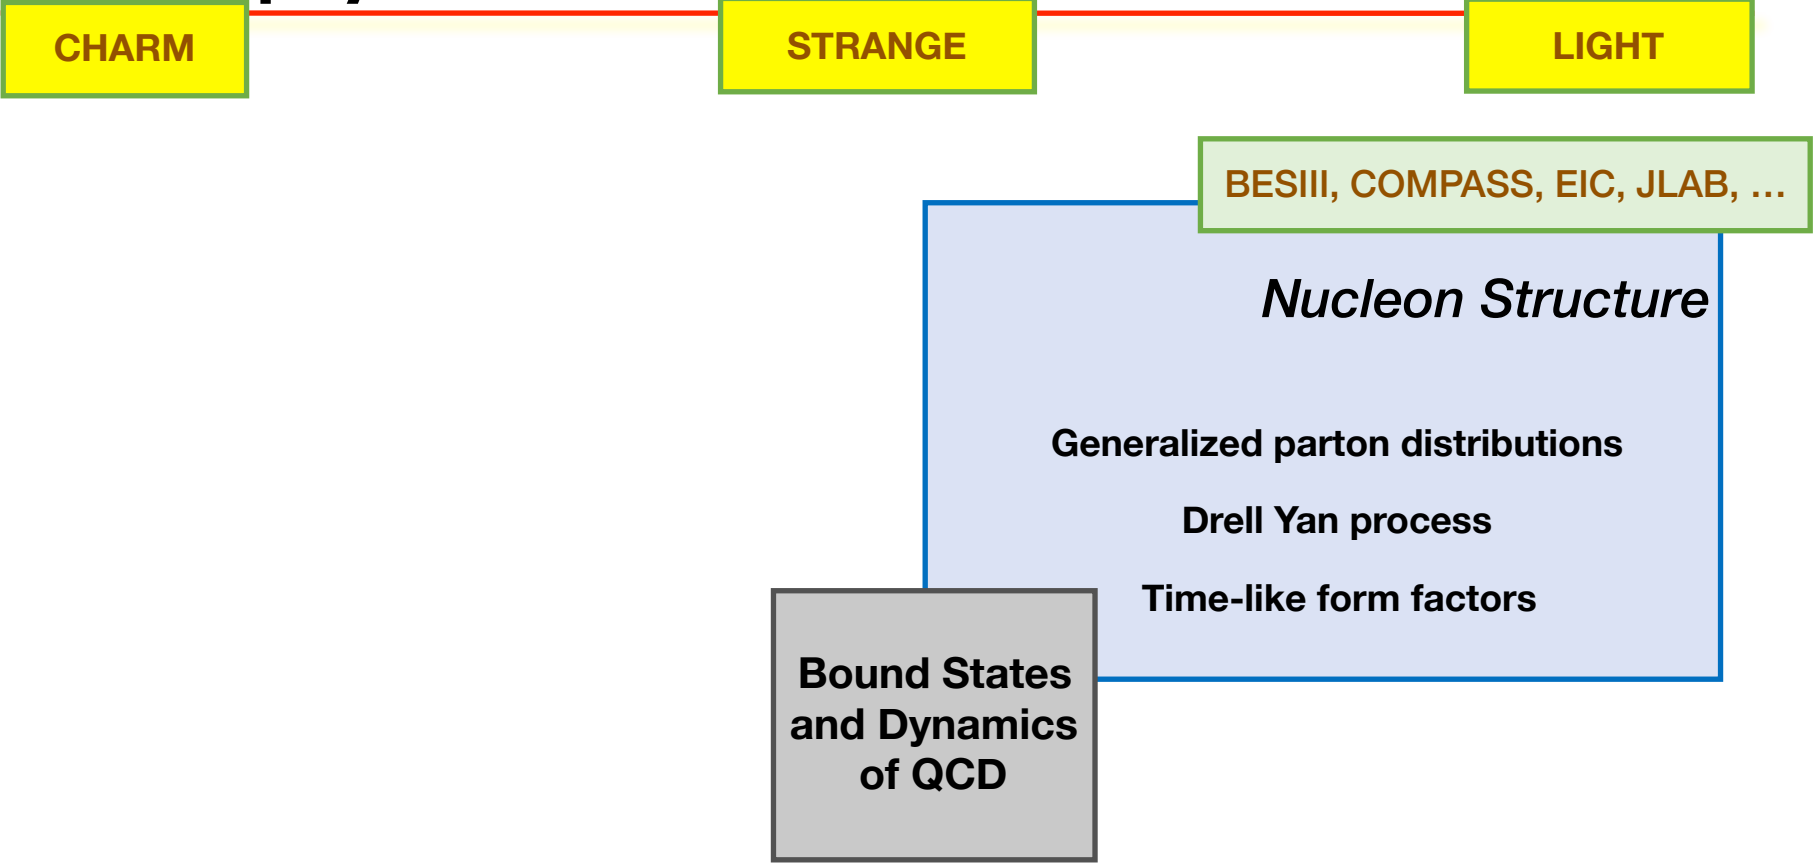 CHARM
STRANGE
LIGHT
BESIII, COMPASS, EIC, JLAB, …
Nucleon Structure
Generalized parton distributions
Drell Yan process
Time-like form factors
Bound States
and Dynamics
of QCD